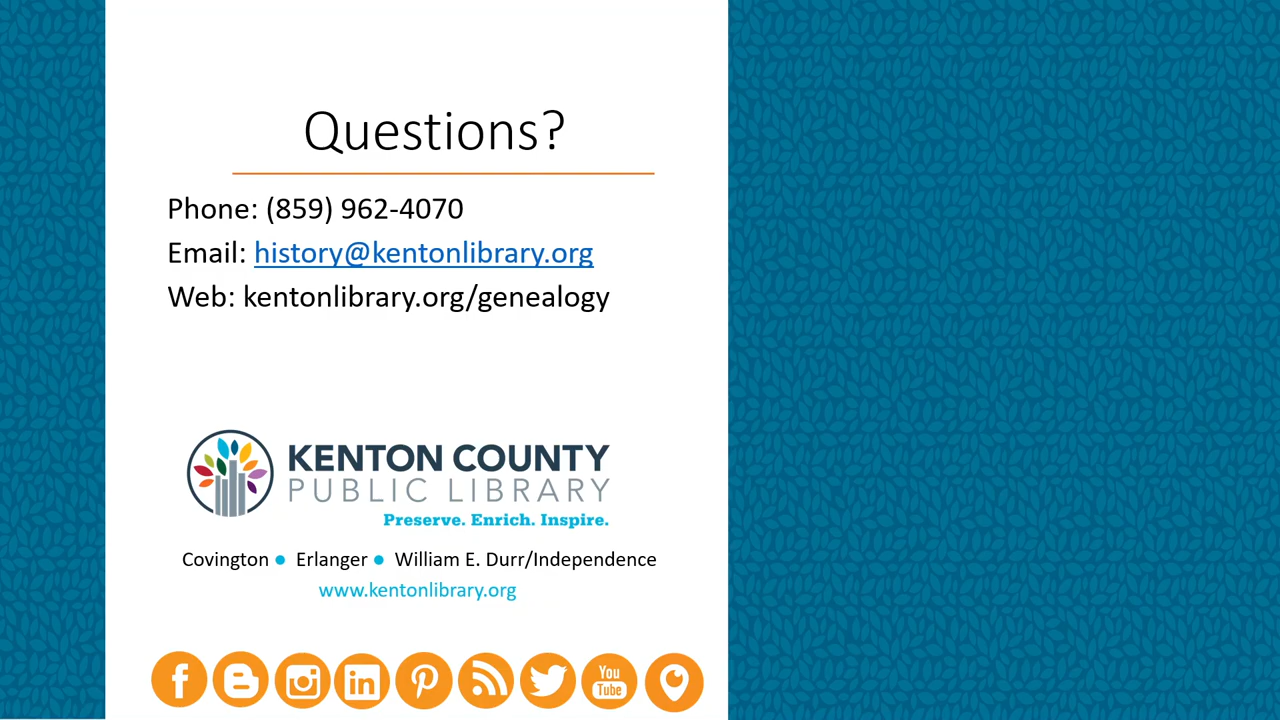 Questions?
Phone: (859) 962-4070
Email: history@kentonlibrary.org
Web: kentonlibrary.org/genealogy
KENTON COUNTY
PUBLIC LIBRARY
Preserve. Enrich. Inspire.
Covington ● Erlanger ● William E. Durr/Independence
www.kentonlibrary.org
You
Tube